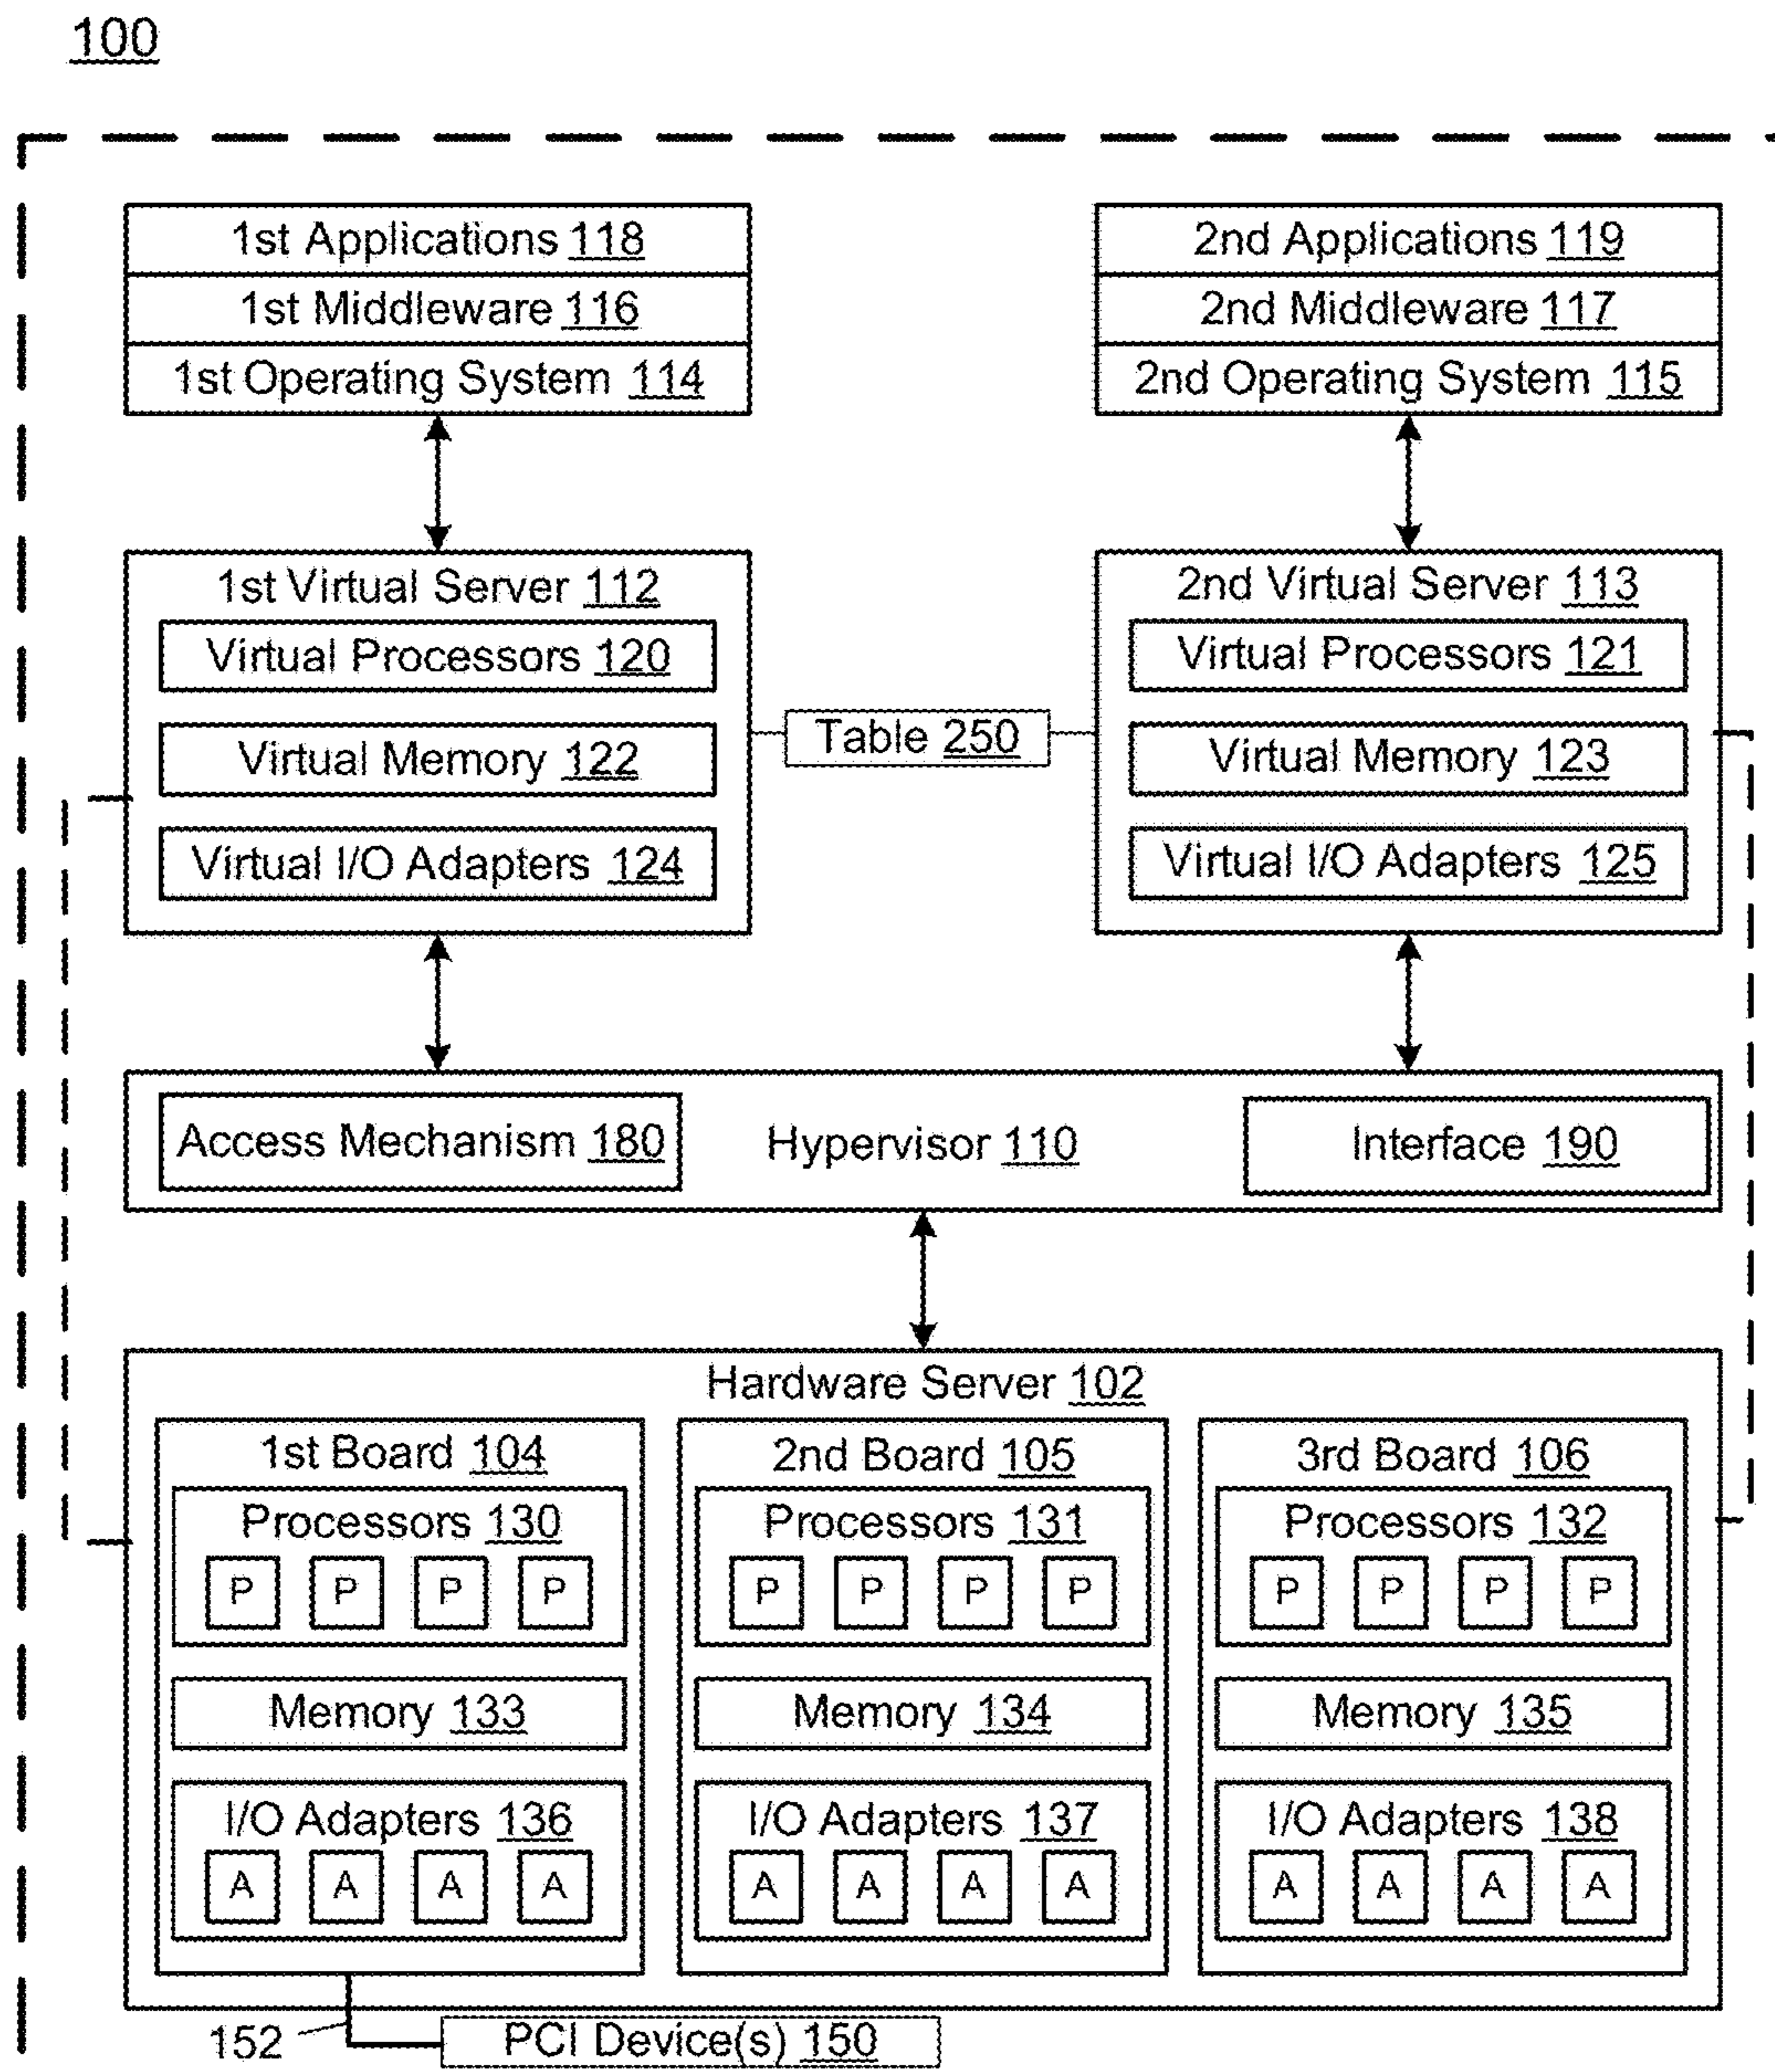 100
1st Applications 118
1st Middleware 116
1st Operating System 114
2nd Applications 119
2nd Middleware 117
2nd Operating System 115
1st Virtual Server 112
Virtual Processors 120
Virtual Memory 122
Virtual I/O Adapters 124
Table 250
2nd Virtual Server 113
Virtual Processors 121
Virtual Memory 123
Virtual I/O Adapters 125
Access Mechanism 180
Hypervisor 110
Interface 190
Hardware Server 102
1st Board 104
Processors 130
P P P P
Memory 133
I/O Adapters 136
A A A A
2nd Board 105
Processors 131
P P P P
Memory 134
I/O Adapters 137
A A A A
3rd Board 106
Processors 132
P P P P
Memory 135
I/O Adapters 138
A A A A
152
PCI Device(s) 150